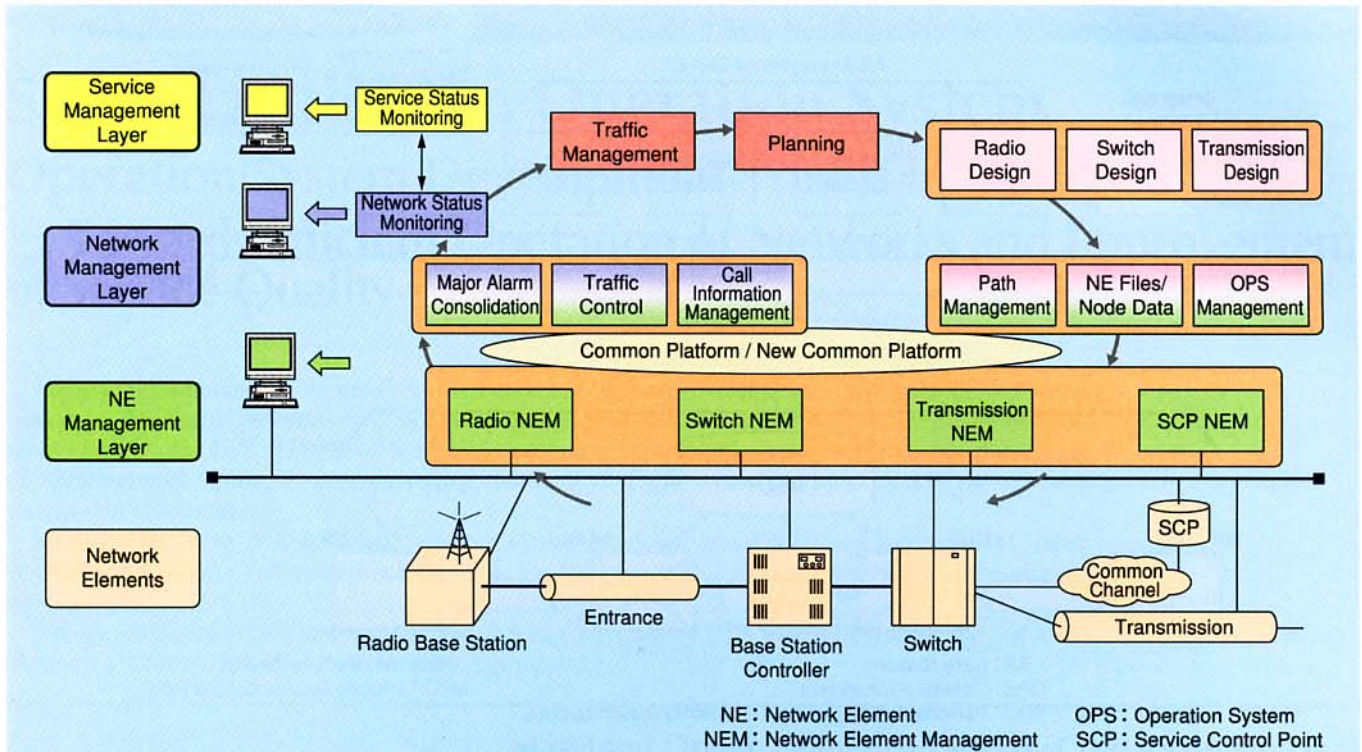 Service
Management
Layer
Service Status
Monitoring
Traffic
Management
Planning
Radio
Design
Switch
Design
Transmission
Design
Network
Management
Layer
Network Status
Monitoring
Major Alarm
Consolidation
Traffic
Control
Call
Information
Management
Path
Management
NE Files/
Node Data
OPS
Management
Common Platform / New Common Platform
NE
Management
Layer
Radio NEM
Switch NEM
Transmission
NEM
SCP NEM
Network
Elements
SCP
Common
Channel
Radio Base Station
Entrance
Base Station
Controller
Switch
Transmission
NE : Network Element
NEM : Network Element Management
OPS : Operation System
SCP : Service Control Point